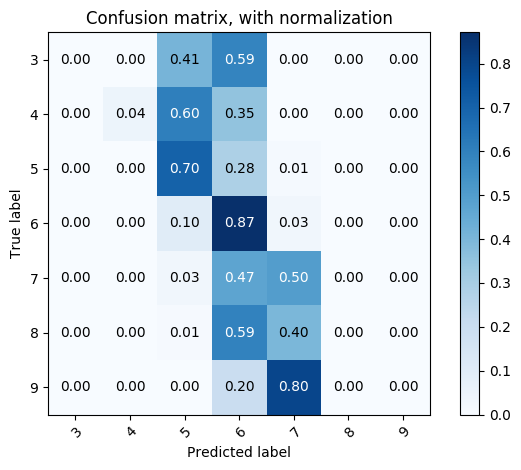 Confusion matrix, with normalization
3 0.00 0.00 0.41 0.59 0.00 0.00 0.00
4 0.00 0.04 0.60 0.35 0.00 0.00 0.00
5 0.00 0.00 0.70 0.28 0.01 0.00 0.00
6 0.00 0.00 0.10 0.87 0.03 0.00 0.00
7 0.00 0.00 0.03 0.47 0.50 0.00 0.00
8 0.00 0.00 0.01 0.59 0.40 0.00 0.00
9 0.00 0.00 0.00 0.20 0.80 0.00 0.00
3 4 5 6 7 8 9
True label
Predicted label
0.8
0.7
0.6
0.5
0.4
0.3
0.2
0.1
0.0